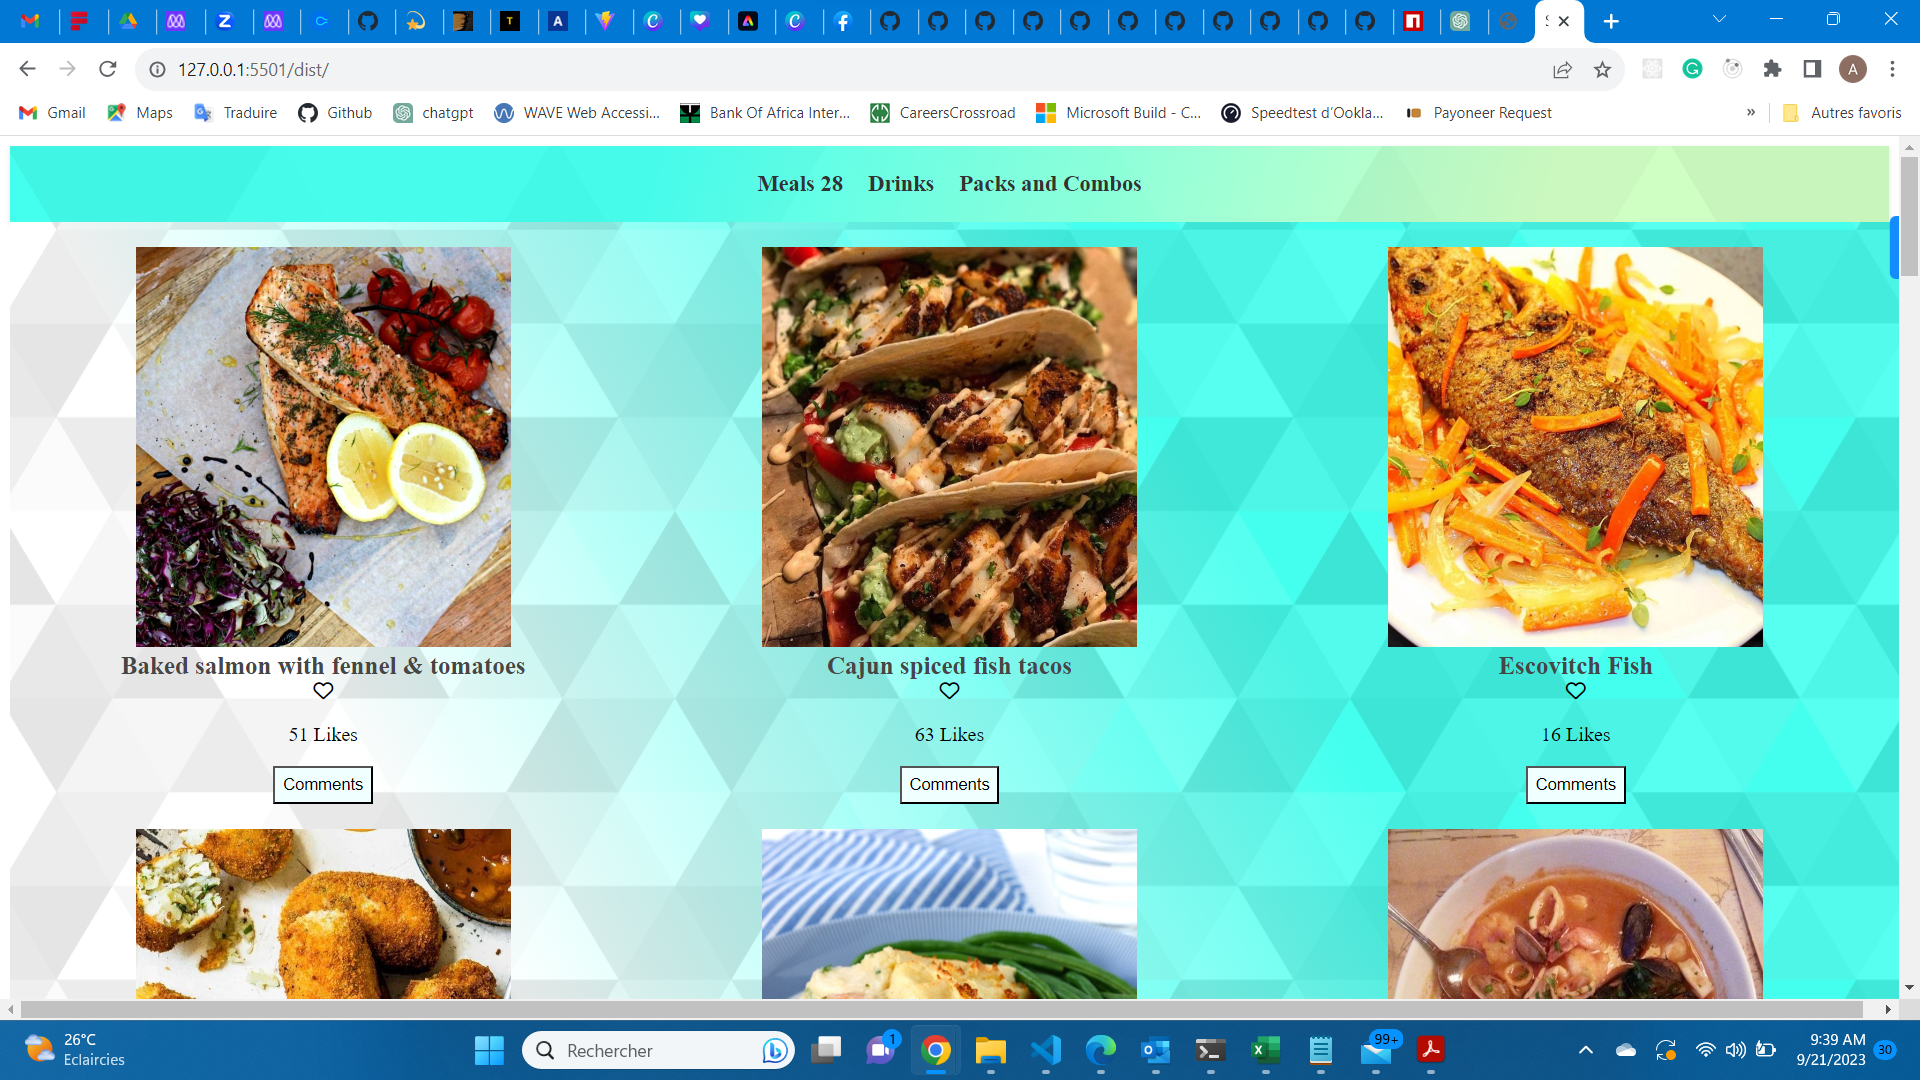 127.0.0.1:5501/dist/
A
Gmail Maps Traduire Github chatgpt WAVE Web Accessi... Bank Of Africa Inter... CareersCrossroad Microsoft Build - C... Speedtest d'Ookla... Payoneer Request » Autres favoris
Meals 28 Drinks Packs and Combos
Baked salmon with fennel & tomatoes
51 Likes
Comments
Cajun spiced fish tacos
63 Likes
Comments
Escovitch Fish
16 Likes
Comments
26°C
Eclaircies
Rechercher
1
99+
9:39 AM
9/21/2023
30